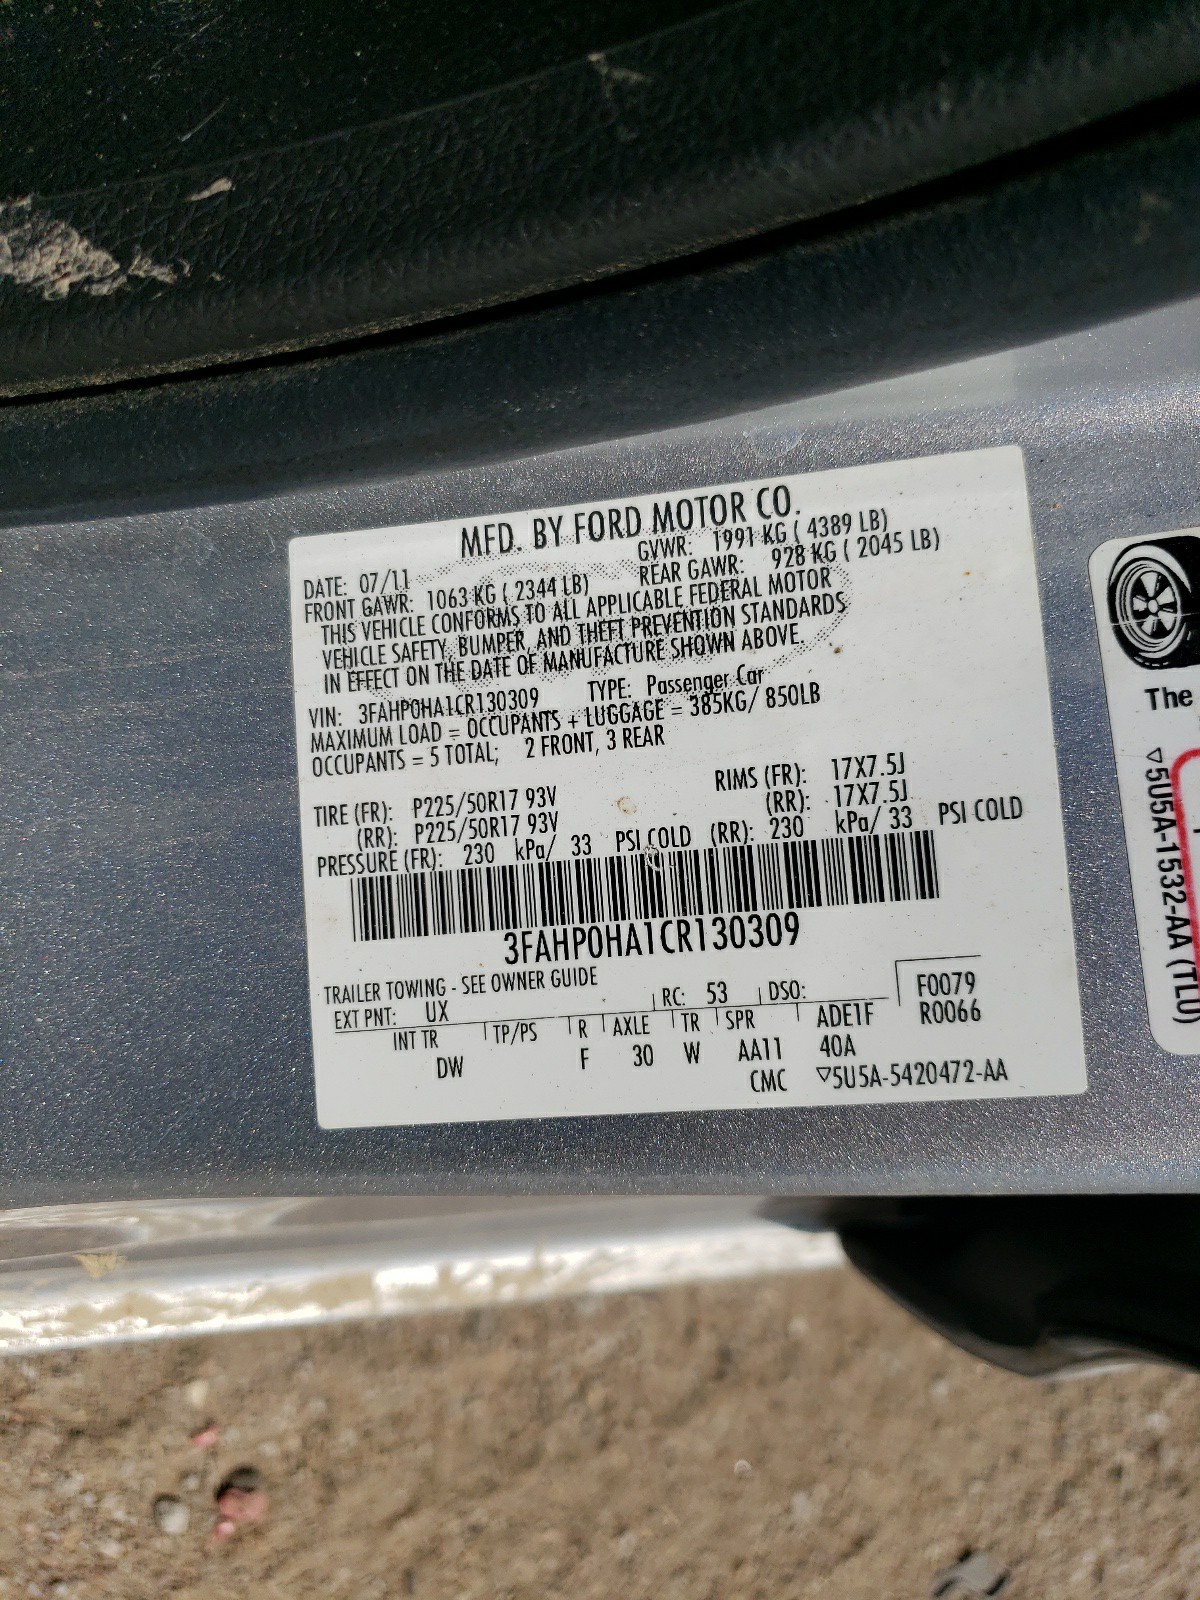 MFD. BY FORD MOTOR CO.
DATE: 07/11 GVWR: 1991 KG ( 4389 LB)
FRONT GAWR: 1063 KG ( 2344 LB) REAR GAWR: 928 KG ( 2045 LB)
THIS VEHICLE CONFORMS TO ALL APPLICABLE FEDERAL MOTOR
VEHICLE SAFETY, BUMPER, AND THEFT PREVENTION STANDARDS
IN EFFECT ON THE DATE OF MANUFACTURE SHOWN ABOVE.
VIN: 3FAHP0HA1CR130309 TYPE: Passenger Car
MAXIMUM LOAD = OCCUPANTS + LUGGAGE = 385KG/ 850LB
OCCUPANTS = 5 TOTAL; 2 FRONT, 3 REAR
TIRE (FR): P225/50R17 93V RIMS (FR): 17X7.5J
(RR): P225/50R17 93V (RR): 17X7.5J
PRESSURE (FR): 230 kPa/ 33 PSI COLD (RR): 230 kPa/ 33 PSI COLD
3FAHP0HA1CR130309
TRAILER TOWING - SEE OWNER GUIDE
EXT PNT: UX RC: 53 DSO: F0079
INT TR TP/PS R AXLE TR SPR ADE1F R0066
DW F 30 W AA11 40A
CMC ▽5U5A-5420472-AA
The
▽5U5A-1532-AA (TLU)